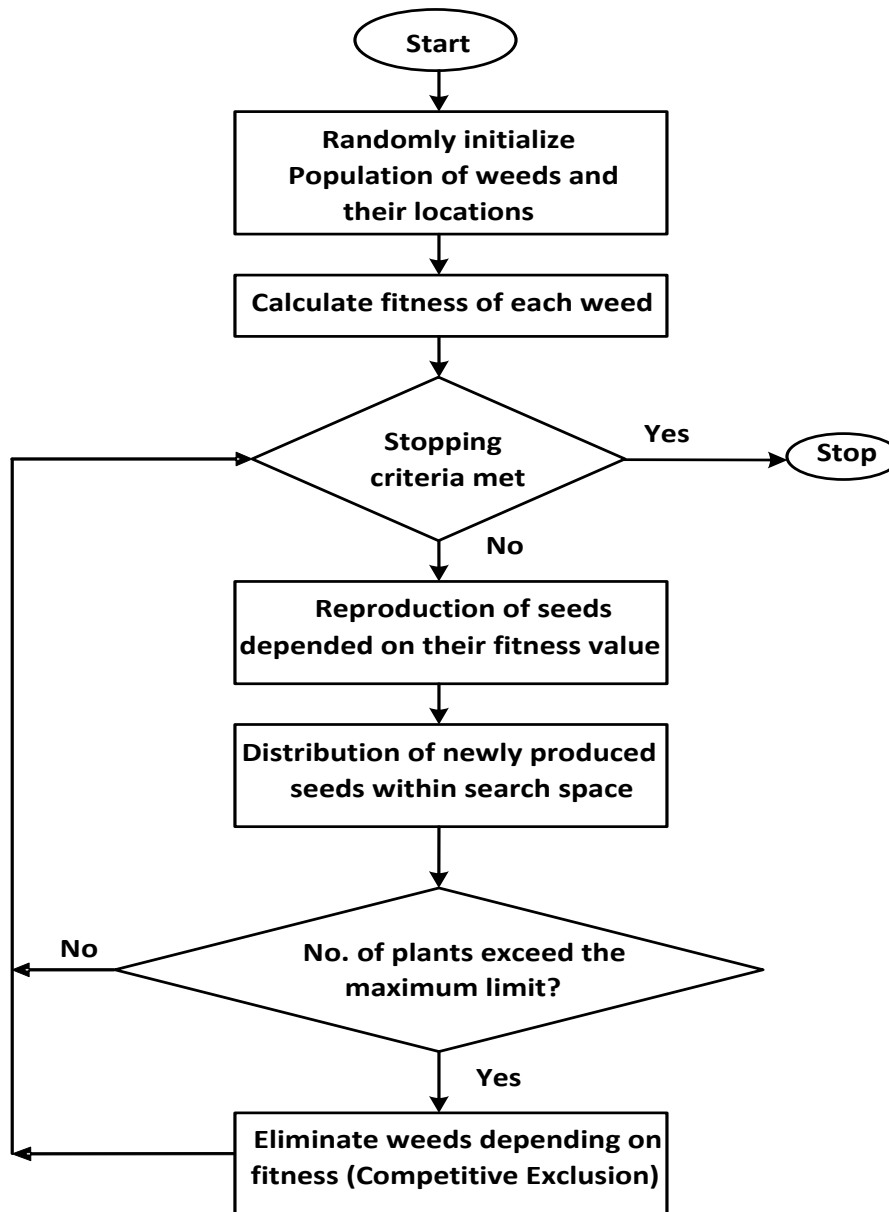 Start
Randomly initialize
Population of weeds and
their locations
Calculate fitness of each weed
Stopping
criteria met
Yes
Stop
No
Reproduction of seeds
depended on their fitness value
Distribution of newly produced
seeds within search space
No
No. of plants exceed the
maximum limit?
Yes
Eliminate weeds depending on
fitness (Competitive Exclusion)